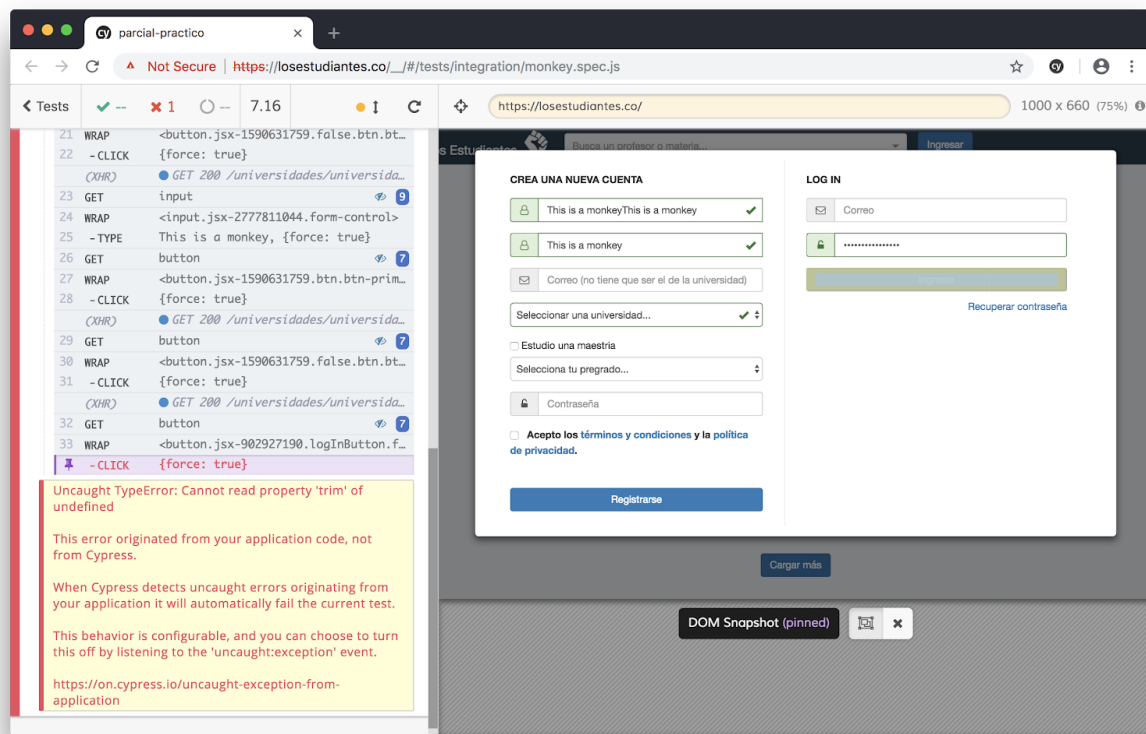 parcial-practico
Not Secure | https://losestudiantes.co/__/#/tests/integration/monkey.spec.js
Tests -- 1 -- 7.16
https://losestudiantes.co/ 1000 x 660 (75%)
21 WRAP <button.jsx-1590631759.false.btn.bt…
22 -CLICK {force: true}
(XHR) GET 200 /universidades/universida…
23 GET input 9
24 WRAP <input.jsx-2777811044.form-control>
25 -TYPE This is a monkey, {force: true}
26 GET button 7
27 WRAP <button.jsx-1590631759.btn.btn-prim…
28 -CLICK {force: true}
(XHR) GET 200 /universidades/universida…
29 GET button 7
30 WRAP <button.jsx-1590631759.false.btn.bt…
31 -CLICK {force: true}
(XHR) GET 200 /universidades/universida…
32 GET button 7
33 WRAP <button.jsx-902927190.logInButton.f…
-CLICK {force: true}
Uncaught TypeError: Cannot read property 'trim' of
undefined
This error originated from your application code, not
from Cypress.
When Cypress detects uncaught errors originating from
your application it will automatically fail the current test.
This behavior is configurable, and you can choose to turn
this off by listening to the 'uncaught:exception' event.
https://on.cypress.io/uncaught-exception-from-
application
s Estudiantes
Busca un profesor o materia...
Ingresar
CREA UNA NUEVA CUENTA
This is a monkeyThis is a monkey
This is a monkey
Correo (no tiene que ser el de la universidad)
Seleccionar una universidad...
Estudio una maestria
Selecciona tu pregrado...
Contraseña
Acepto los términos y condiciones y la política
de privacidad.
Registrarse
LOG IN
Correo
Ingresar
Recuperar contraseña
Cargar más
DOM Snapshot (pinned)